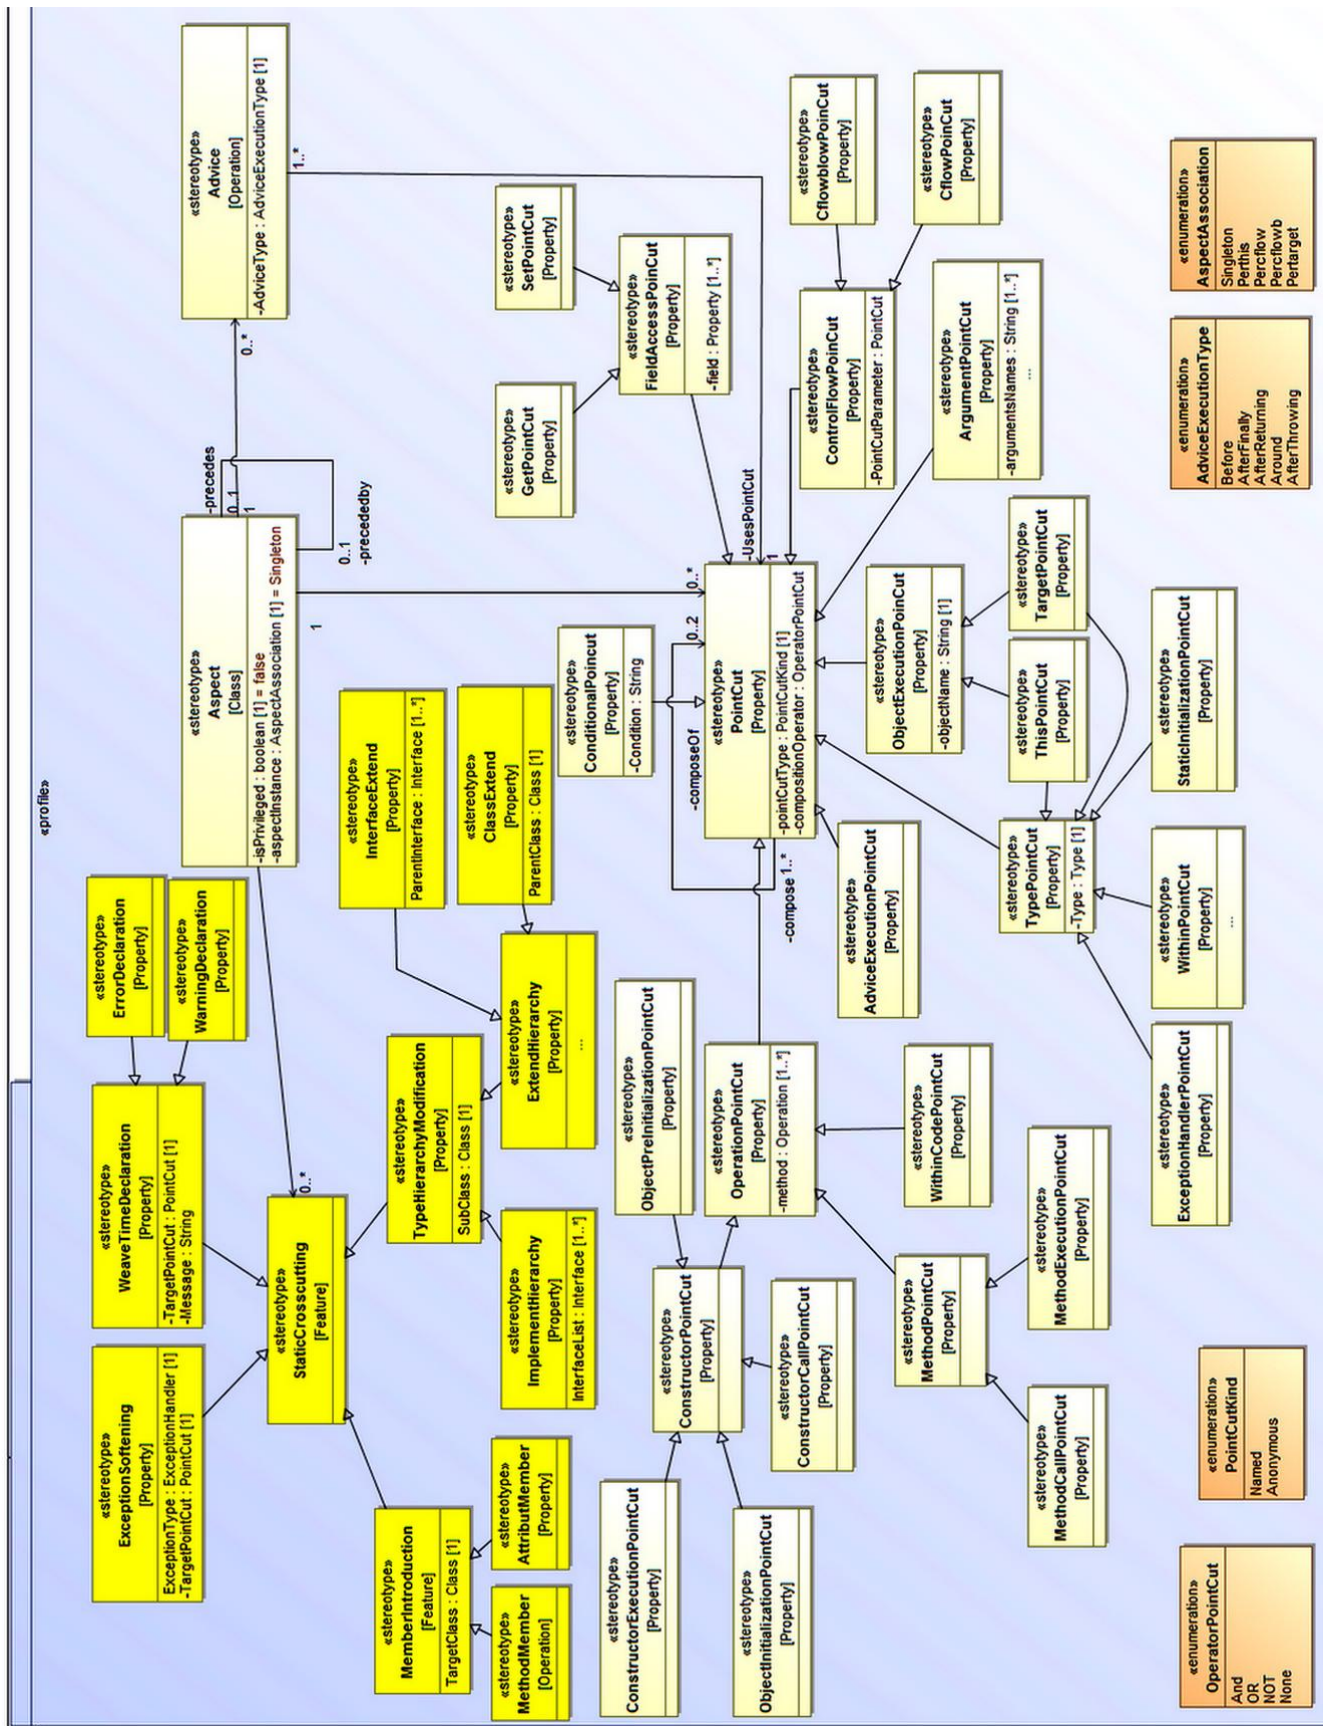 «profile»
«stereotype»
ExceptionSoftening
[Property]
ExceptionType : ExceptionHandler [1]
-TargetPointCut : PointCut [1]
«stereotype»
WeaveTimeDeclaration
[Property]
-TargetPointCut : PointCut [1]
-Message : String
«stereotype»
ErrorDeclaration
[Property]
«stereotype»
WarningDeclaration
[Property]
«stereotype»
Aspect
[Class]
-isPrivileged : boolean [1] = false
-aspectInstance : AspectAssociation [1] = Singleton
-precedes
0..1
1
0..1
-precededby
0..*
«stereotype»
Advice
[Operation]
-AdviceType : AdviceExecutionType [1]
1..*
1
0..*
«stereotype»
StaticCrosscutting
[Feature]
«stereotype»
MemberIntroduction
[Feature]
TargetClass : Class [1]
«stereotype»
MethodMember
[Operation]
«stereotype»
AttributMember
[Property]
«stereotype»
TypeHierarchyModification
[Property]
SubClass : Class [1]
«stereotype»
ImplementHierarchy
[Property]
InterfaceList : Interface [1..*]
«stereotype»
ExtendHierarchy
[Property]
...
«stereotype»
InterfaceExtend
[Property]
ParentInterface : Interface [1..*]
«stereotype»
ClassExtend
[Property]
ParentClass : Class [1]
«stereotype»
ConditionalPoincut
[Property]
-Condition : String
«stereotype»
GetPointCut
[Property]
«stereotype»
SetPointCut
[Property]
«stereotype»
FieldAccessPoinCut
[Property]
-field : Property [1..*]
«stereotype»
ConstructorExecutionPointCut
[Property]
«stereotype»
ObjectPreInitializationPointCut
[Property]
«stereotype»
ConstructorPointCut
[Property]
«stereotype»
ObjectInitializationPointCut
[Property]
«stereotype»
ConstructorCallPointCut
[Property]
«stereotype»
OperationPointCut
[Property]
-method : Operation [1..*]
-compose 1..*
-composeOf
0..2
0..*
-UsesPointCut
1
«stereotype»
PointCut
[Property]
-pointCutType : PointCutKind [1]
-compositionOperator : OperatorPointCut
«stereotype»
ControlFlowPoinCut
[Property]
-PointCutParameter : PointCut
«stereotype»
CflowblowPoinCut
[Property]
«stereotype»
CflowPoinCut
[Property]
«stereotype»
ArgumentPointCut
[Property]
-argumentsNames : String [1..*]
...
«stereotype»
AdviceExecutionPointCut
[Property]
«stereotype»
ObjectExecutionPoinCut
[Property]
-objectName : String [1]
«stereotype»
ThisPointCut
[Property]
«stereotype»
TargetPointCut
[Property]
«stereotype»
WithinCodePointCut
[Property]
«stereotype»
MethodPointCut
[Property]
«stereotype»
MethodCallPointCut
[Property]
«stereotype»
MethodExecutionPointCut
[Property]
«stereotype»
TypePointCut
[Property]
-Type : Type [1]
«stereotype»
ExceptionHandlerPointCut
[Property]
«stereotype»
WithinPointCut
[Property]
...
«stereotype»
StaticInitializationPointCut
[Property]
«enumeration»
OperatorPointCut
And
OR
NOT
None
«enumeration»
PointCutKind
Named
Anonymous
«enumeration»
AdviceExecutionType
Before
AfterFinally
AfterReturning
Around
AfterThrowing
«enumeration»
AspectAssociation
Singleton
Perthis
Percflow
Percflowb
Pertarget